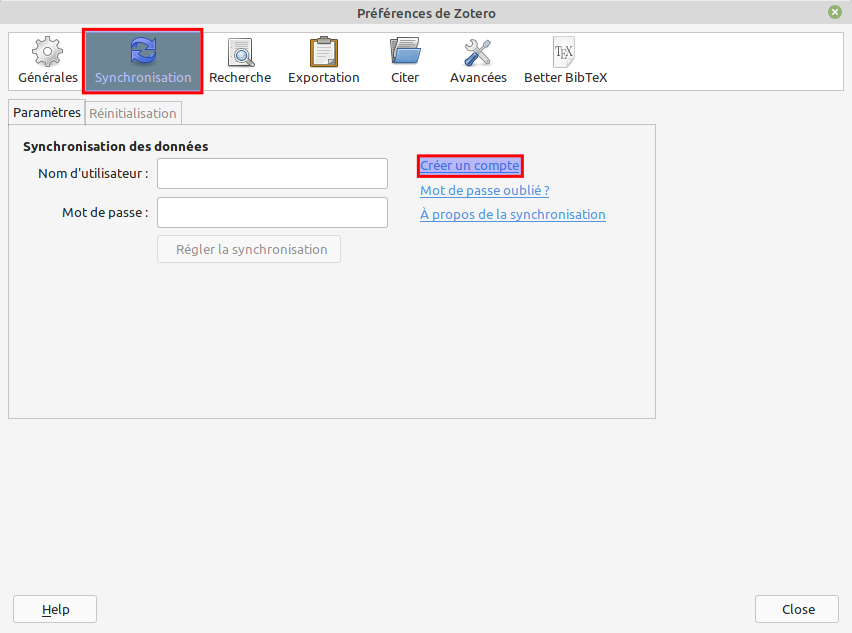 Préférences de Zotero
Générales Synchronisation Recherche Exportation Citer Avancées Better BibTeX
Paramètres Réinitialisation
Synchronisation des données
Nom d'utilisateur : Créer un compte
Mot de passe oublié ?
Mot de passe : À propos de la synchronisation
Régler la synchronisation
Help Close